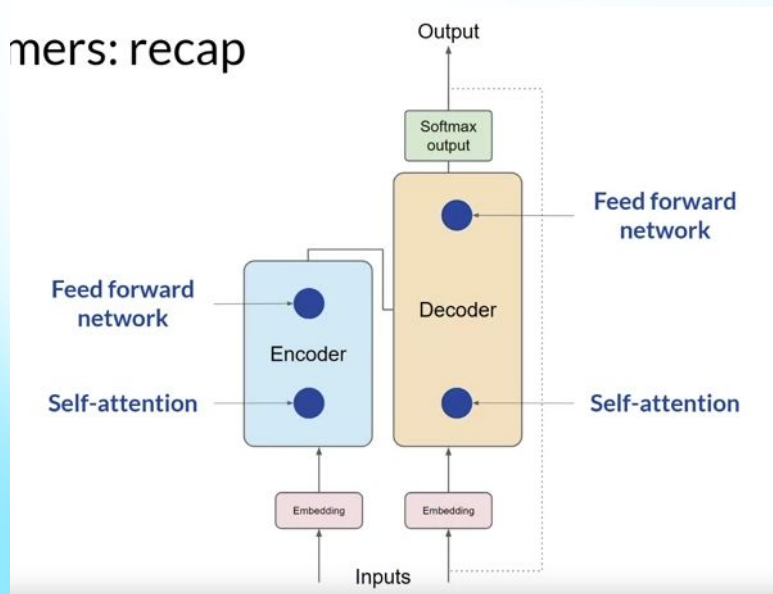 mers: recap
Output
Softmax
output
Feed forward
network
Feed forward
network
Decoder
Encoder
Self-attention
Self-attention
Embedding
Embedding
Inputs